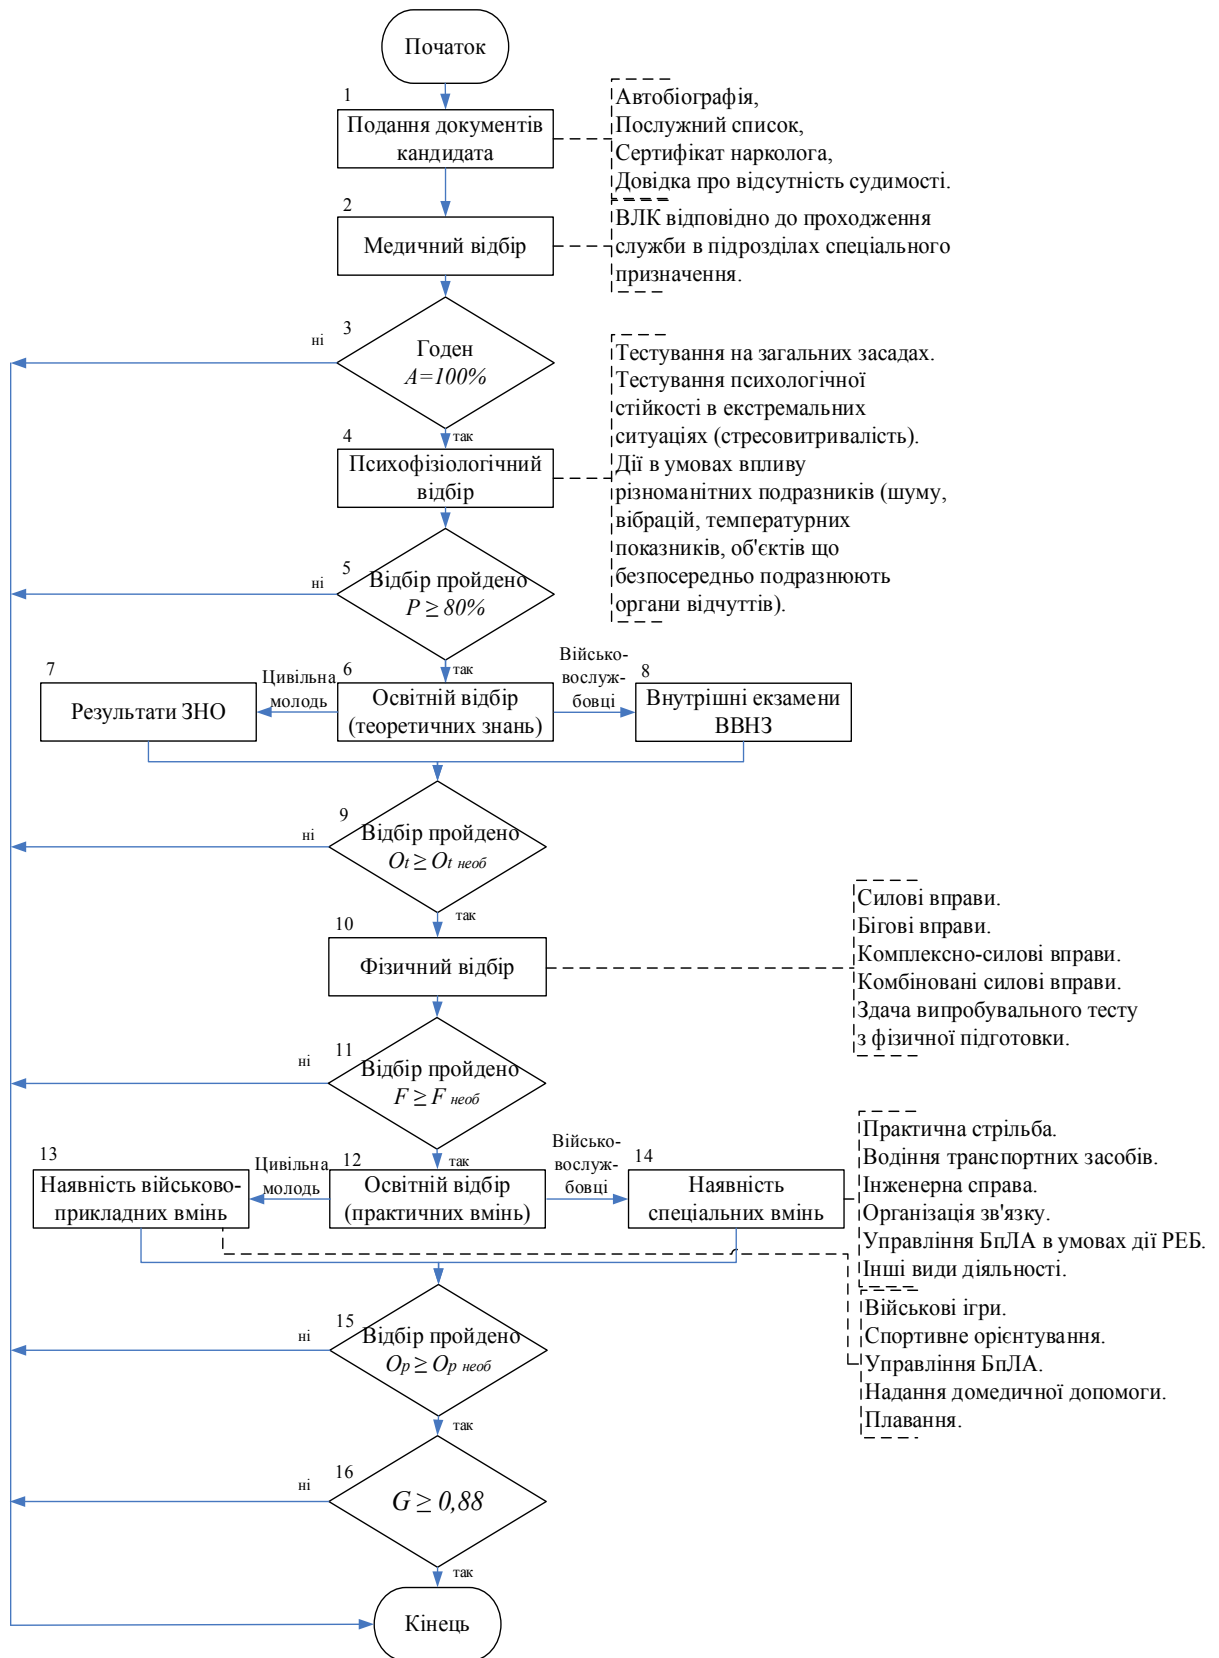 Початок
1
Подання документів
кандидата
Автобіографія,
Послужний список,
Сертифікат нарколога,
Довідка про відсутність судимості.
2
Медичний відбір
ВЛК відповідно до проходження
служби в підрозділах спеціального
призначення.
3
ні
Годен
A=100%
так
4
Психофізіологічний
відбір
Тестування на загальних засадах.
Тестування психологічної
стійкості в екстремальних
ситуаціях (стресовитривалість).
Дії в умовах впливу
різноманітних подразників (шуму,
вібрацій, температурних
показників, об'єктів що
безпосередньо подразнюють
органи відчуттів).
5
ні
Відбір пройдено
P ≥ 80%
так
6
Освітній відбір
(теоретичних знань)
Цивільна
молодь
7
Результати ЗНО
Військо-
вослуж-
бовці
8
Внутрішні екзамени
ВВНЗ
9
ні
Відбір пройдено
Ot ≥ Ot необ
так
10
Фізичний відбір
Силові вправи.
Бігові вправи.
Комплексно-силові вправи.
Комбіновані силові вправи.
Здача випробувального тесту
з фізичної підготовки.
11
ні
Відбір пройдено
F ≥ F необ
так
12
Освітній відбір
(практичних вмінь)
Цивільна
молодь
13
Наявність військово-
прикладних вмінь
Військо-
вослуж-
бовці
14
Наявність
спеціальних вмінь
Практична стрільба.
Водіння транспортних засобів.
Інженерна справа.
Організація зв'язку.
Управління БпЛА в умовах дії РЕБ.
Інші види діяльності.
Військові ігри.
Спортивне орієнтування.
Управління БпЛА.
Надання домедичної допомоги.
Плавання.
15
ні
Відбір пройдено
Op ≥ Op необ
так
16
ні
G ≥ 0,88
так
Кінець